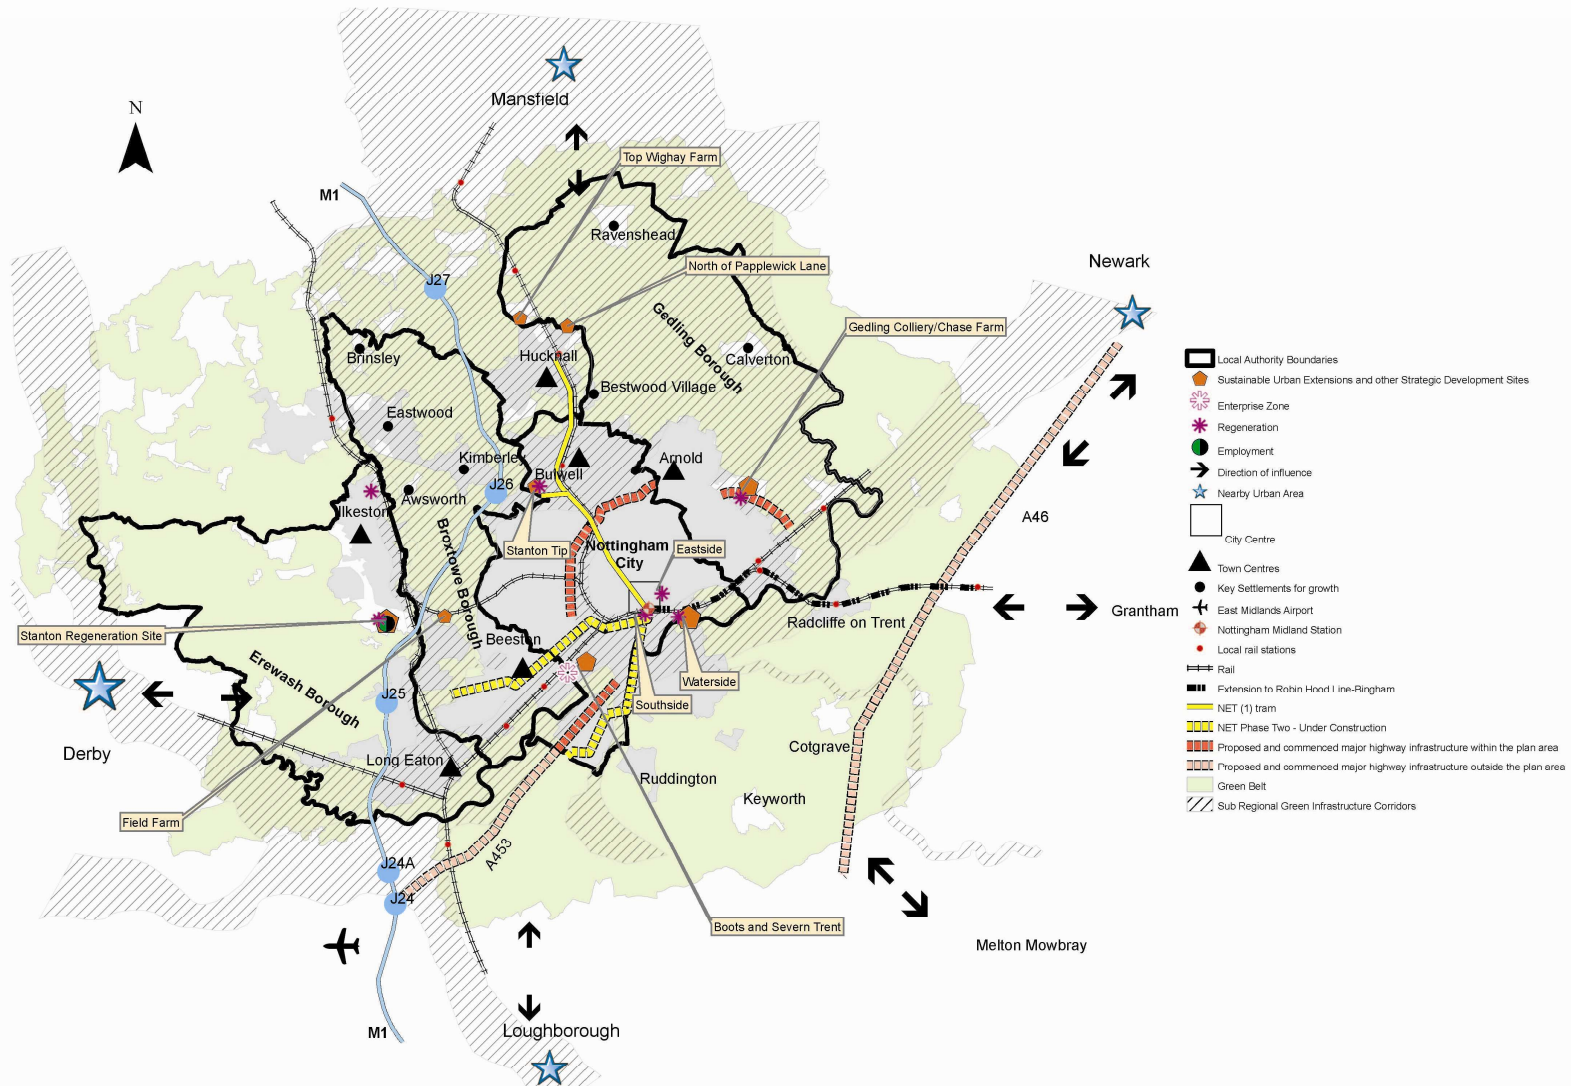 N
Mansfield
M1
Top Wighay Farm
Ravenshead
Newark
J27
North of Papplewick Lane
Gedling Borough
Gedling Colliery/Chase Farm
Brinsley
Hucknall
Calverton
Bestwood Village
Eastwood
Kimberley
Bulwell
Arnold
J26
Awsworth
Ilkeston
A46
Broxtowe Borough
Stanton Tip
Nottingham
City
Eastside
Grantham
Radcliffe on Trent
Stanton Regeneration Site
Beeston
Erewash Borough
Waterside
J25
Southside
Derby
Long Eaton
Cotgrave
Ruddington
Keyworth
Field Farm
A453
J24A
J24
Boots and Severn Trent
Melton Mowbray
M1
Loughborough
Local Authority Boundaries
Sustainable Urban Extensions and other Strategic Development Sites
Enterprise Zone
Regeneration
Employment
Direction of influence
Nearby Urban Area
City Centre
Town Centres
Key Settlements for growth
East Midlands Airport
Nottingham Midland Station
Local rail stations
Rail
Extension to Robin Hood Line-Bingham
NET (1) tram
NET Phase Two - Under Construction
Proposed and commenced major highway infrastructure within the plan area
Proposed and commenced major highway infrastructure outside the plan area
Green Belt
Sub Regional Green Infrastructure Corridors